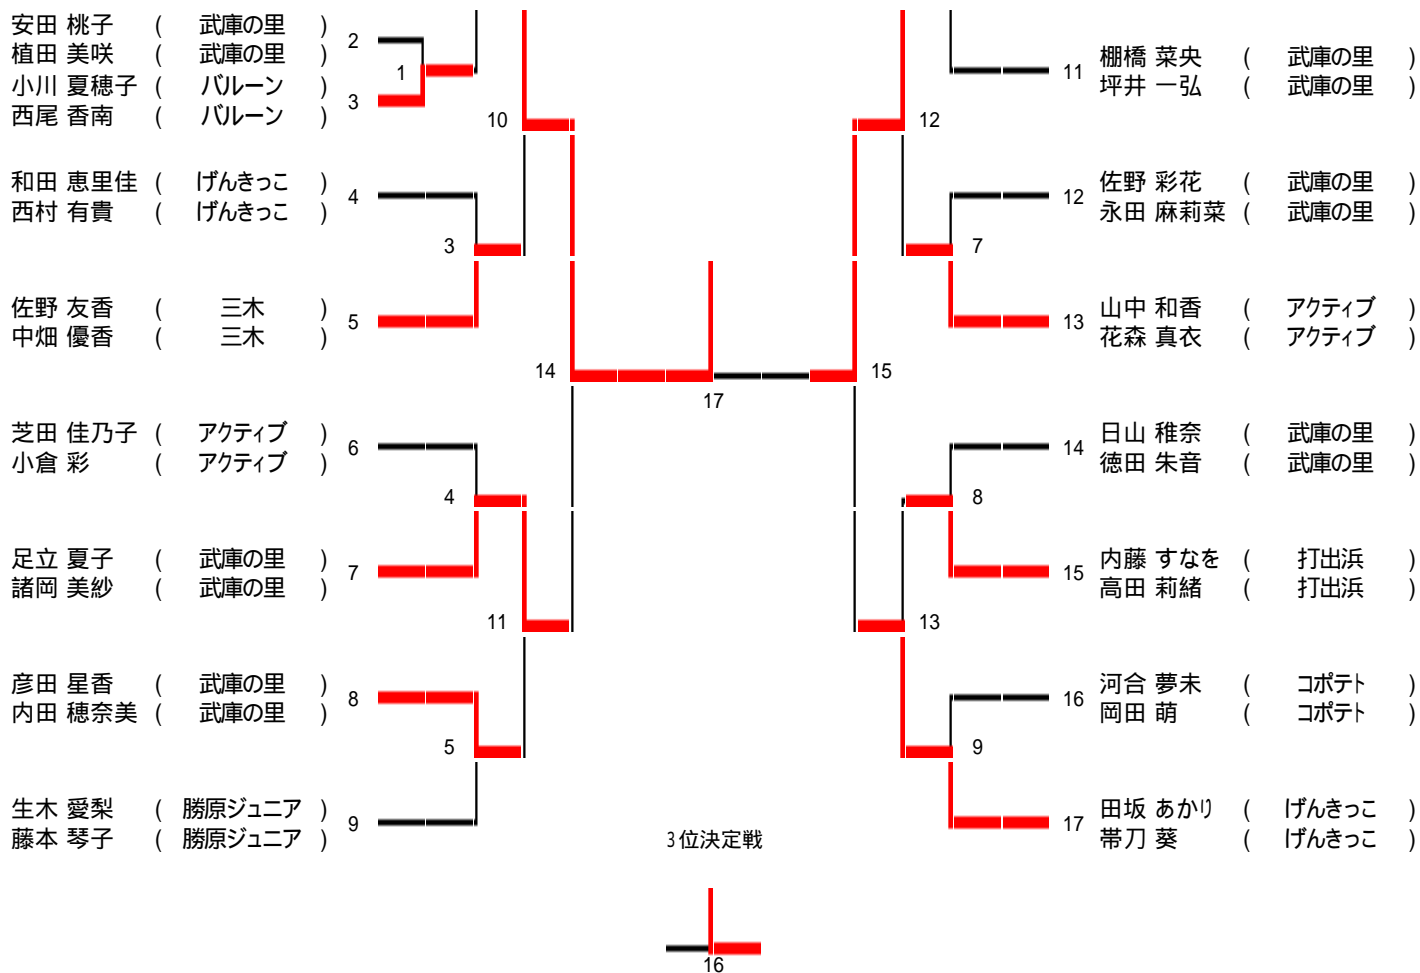 安田 桃子 ( 武庫の里 )
植田 美咲 ( 武庫の里 )
2
1
小川 夏穂子 ( バルーン )
西尾 香南 ( バルーン )
3
10
和田 恵里佳 ( げんきっこ )
西村 有貴 ( げんきっこ )
4
3
佐野 友香 ( 三木 )
中畑 優香 ( 三木 )
5
14
芝田 佳乃子 ( アクティブ )
小倉 彩 ( アクティブ )
6
4
足立 夏子 ( 武庫の里 )
諸岡 美紗 ( 武庫の里 )
7
11
彦田 星香 ( 武庫の里 )
内田 穂奈美 ( 武庫の里 )
8
5
生木 愛梨 ( 勝原ジュニア )
藤本 琴子 ( 勝原ジュニア )
9
17
3位決定戦
16
11
棚橋 菜央 ( 武庫の里 )
坪井 一弘 ( 武庫の里 )
12
12
佐野 彩花 ( 武庫の里 )
永田 麻莉菜 ( 武庫の里 )
7
13
山中 和香 ( アクティブ )
花森 真衣 ( アクティブ )
15
14
日山 稚奈 ( 武庫の里 )
徳田 朱音 ( 武庫の里 )
8
15
内藤 すなを ( 打出浜 )
高田 莉緒 ( 打出浜 )
13
16
河合 夢未 ( コポテト )
岡田 萌 ( コポテト )
9
17
田坂 あかり ( げんきっこ )
帯刀 葵 ( げんきっこ )